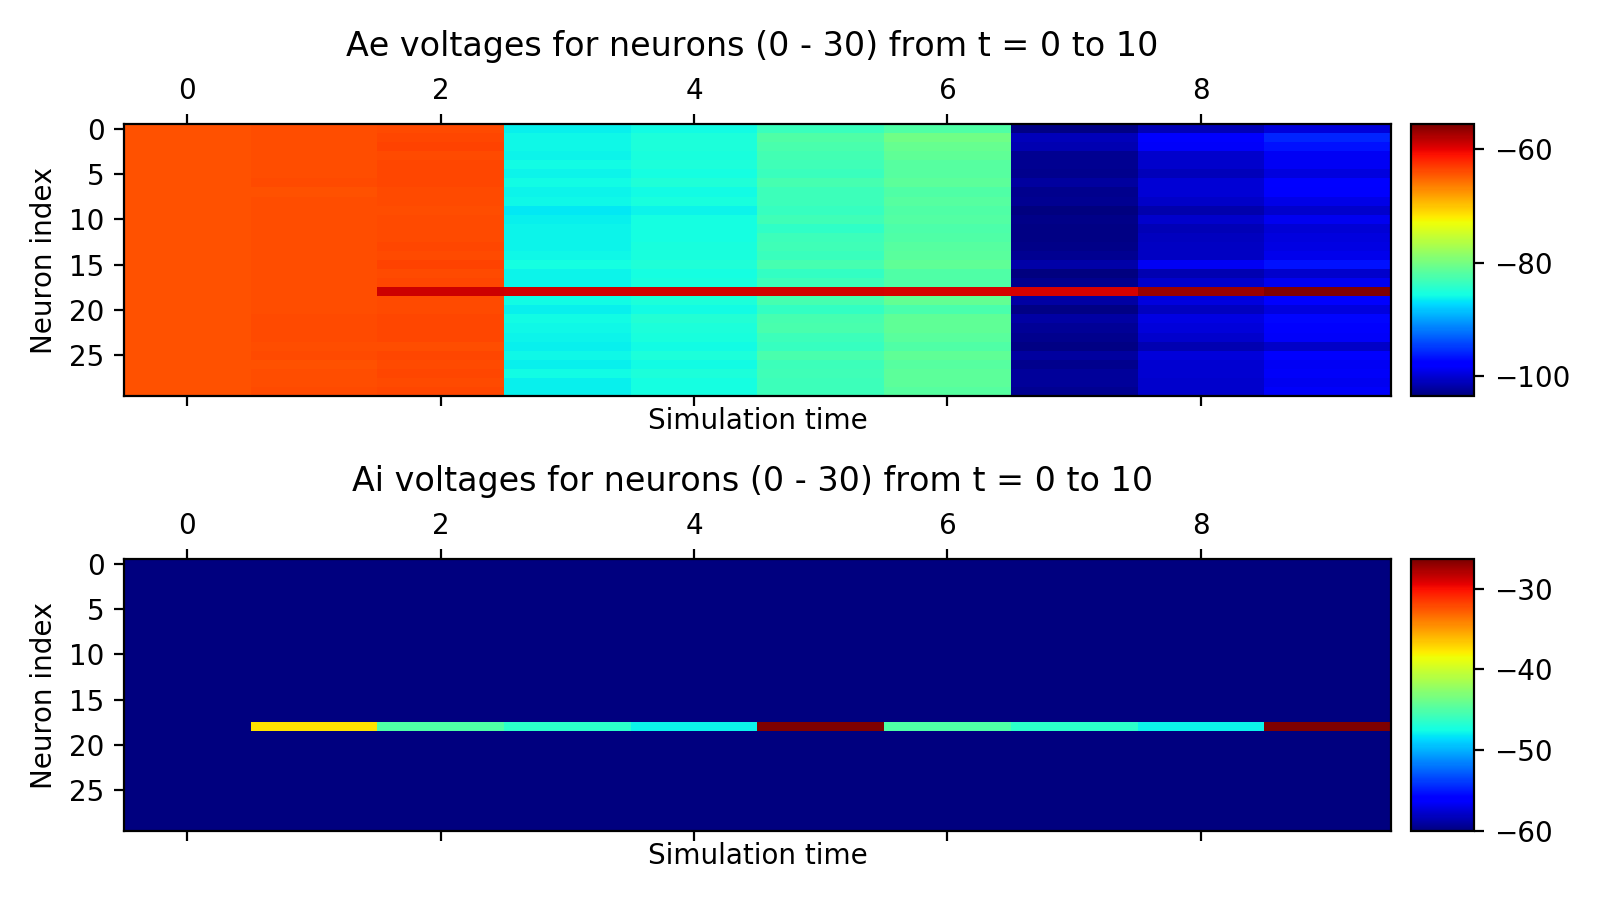 Ae voltages for neurons (0 - 30) from t = 0 to 10
0 2 4 6 8
Neuron index
0
5
10
15
20
25
Simulation time
−60
−80
−100
Ai voltages for neurons (0 - 30) from t = 0 to 10
0 2 4 6 8
Neuron index
0
5
10
15
20
25
Simulation time
−30
−40
−50
−60